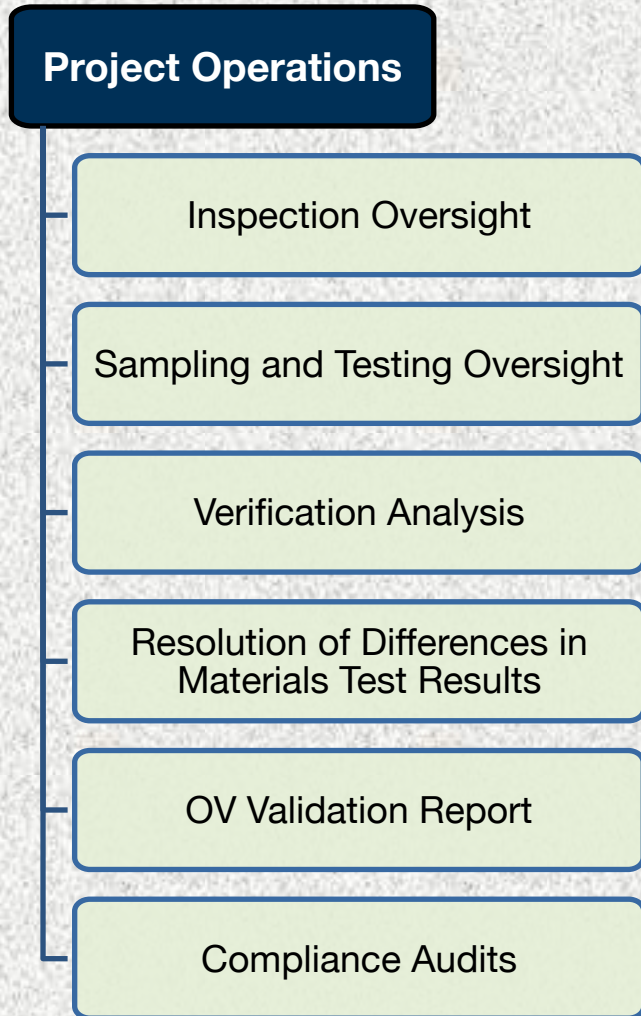 Project Operations
Inspection Oversight
Sampling and Testing Oversight
Verification Analysis
Resolution of Differences in
Materials Test Results
OV Validation Report
Compliance Audits